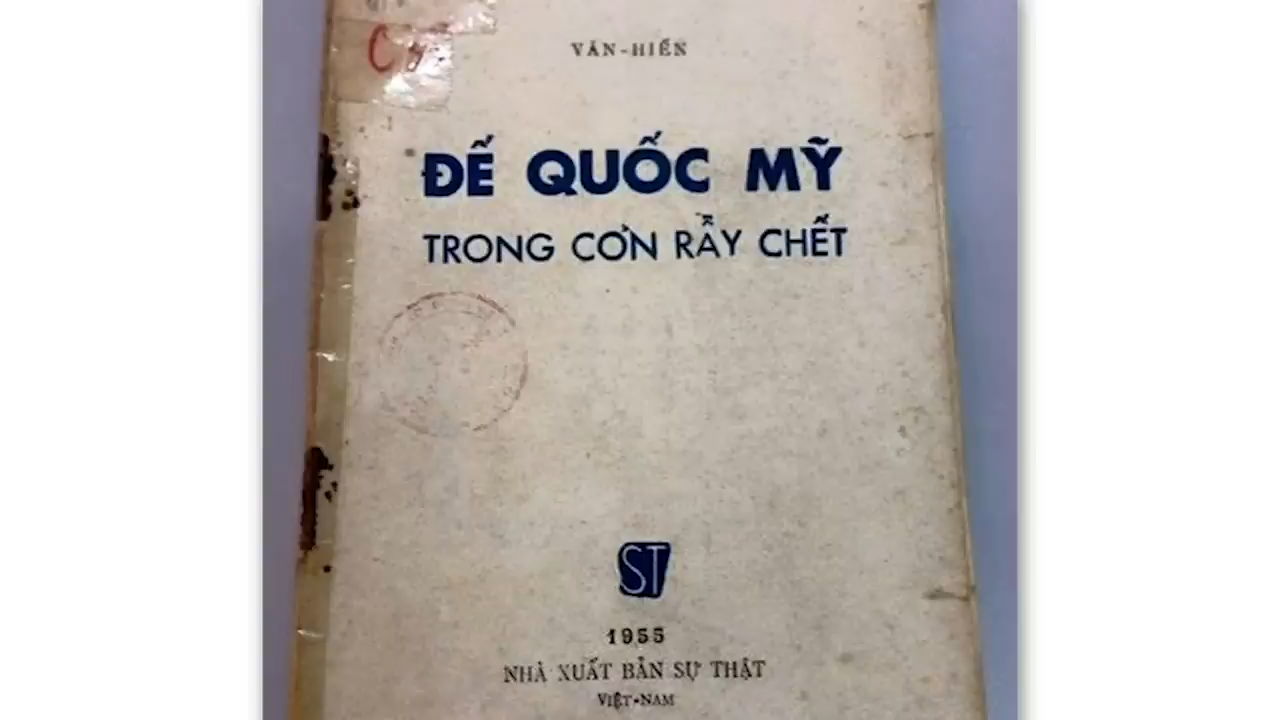 VĂN-HIẾN
ĐẾ QUỐC MỸ
TRONG CƠN RẪY CHẾT
ST
1955
NHÀ XUẤT BẢN SỰ THẬT
VIỆT-NAM